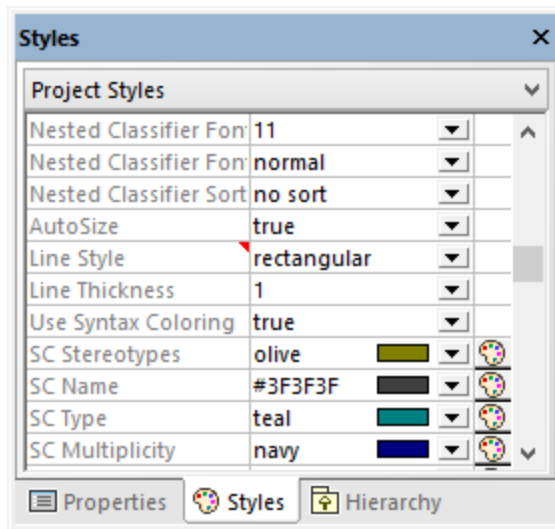 Styles
Project Styles
Nested Classifier Fon 11
Nested Classifier Fon normal
Nested Classifier Sort no sort
AutoSize true
Line Style rectangular
Line Thickness 1
Use Syntax Coloring true
SC Stereotypes olive
SC Name #3F3F3F
SC Type teal
SC Multiplicity navy
Properties Styles Hierarchy